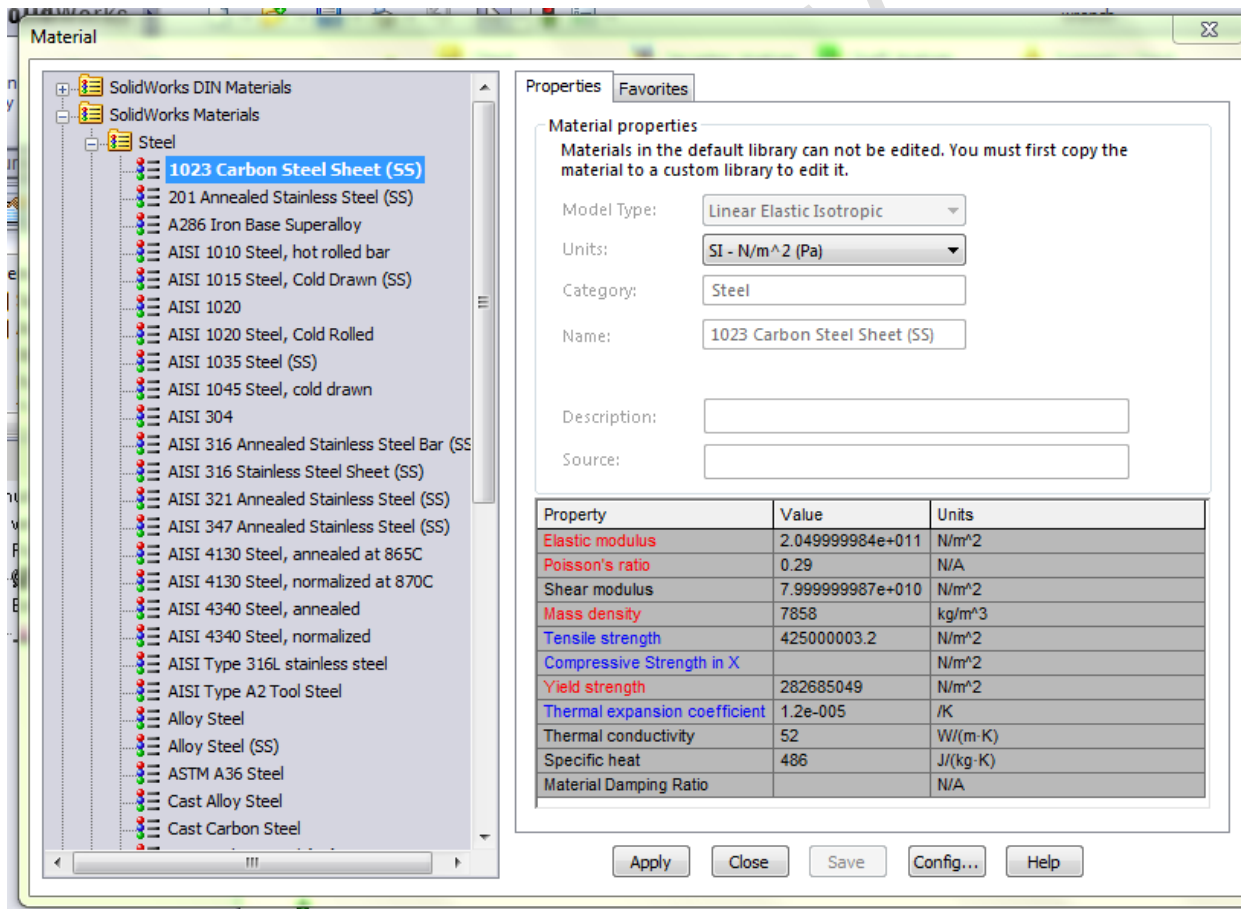 Material
SolidWorks DIN Materials
SolidWorks Materials
Steel
1023 Carbon Steel Sheet (SS)
201 Annealed Stainless Steel (SS)
A286 Iron Base Superalloy
AISI 1010 Steel, hot rolled bar
AISI 1015 Steel, Cold Drawn (SS)
AISI 1020
AISI 1020 Steel, Cold Rolled
AISI 1035 Steel (SS)
AISI 1045 Steel, cold drawn
AISI 304
AISI 316 Annealed Stainless Steel Bar (SS
AISI 316 Stainless Steel Sheet (SS)
AISI 321 Annealed Stainless Steel (SS)
AISI 347 Annealed Stainless Steel (SS)
AISI 4130 Steel, annealed at 865C
AISI 4130 Steel, normalized at 870C
AISI 4340 Steel, annealed
AISI 4340 Steel, normalized
AISI Type 316L stainless steel
AISI Type A2 Tool Steel
Alloy Steel
Alloy Steel (SS)
ASTM A36 Steel
Cast Alloy Steel
Cast Carbon Steel
Properties Favorites
Material properties
Materials in the default library can not be edited. You must first copy the
material to a custom library to edit it.
Model Type: Linear Elastic Isotropic
Units: SI - N/m^2 (Pa)
Category: Steel
Name: 1023 Carbon Steel Sheet (SS)
Description:
Source:
Property Value Units
Elastic modulus 2.049999984e+011 N/m^2
Poisson's ratio 0.29 N/A
Shear modulus 7.999999987e+010 N/m^2
Mass density 7858 kg/m^3
Tensile strength 425000003.2 N/m^2
Compressive Strength in X N/m^2
Yield strength 282685049 N/m^2
Thermal expansion coefficient 1.2e-005 /K
Thermal conductivity 52 W/(m·K)
Specific heat 486 J/(kg·K)
Material Damping Ratio N/A
Apply Close Save Config... Help